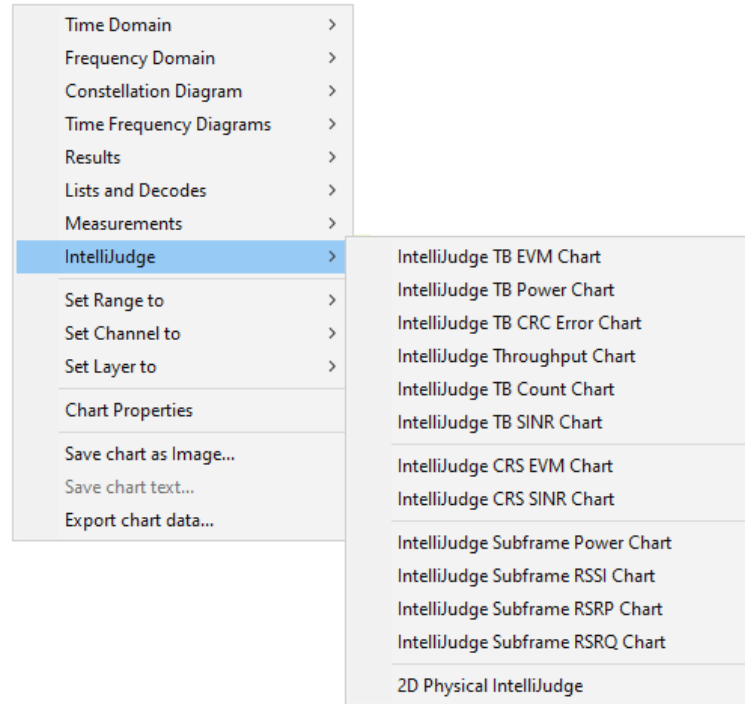 Time Domain
Frequency Domain
Constellation Diagram
Time Frequency Diagrams
Results
Lists and Decodes
Measurements
IntelliJudge
Set Range to
Set Channel to
Set Layer to
Chart Properties
Save chart as Image...
Save chart text...
Export chart data...
IntelliJudge TB EVM Chart
IntelliJudge TB Power Chart
IntelliJudge TB CRC Error Chart
IntelliJudge Throughput Chart
IntelliJudge TB Count Chart
IntelliJudge TB SINR Chart
IntelliJudge CRS EVM Chart
IntelliJudge CRS SINR Chart
IntelliJudge Subframe Power Chart
IntelliJudge Subframe RSSI Chart
IntelliJudge Subframe RSRP Chart
IntelliJudge Subframe RSRQ Chart
2D Physical IntelliJudge